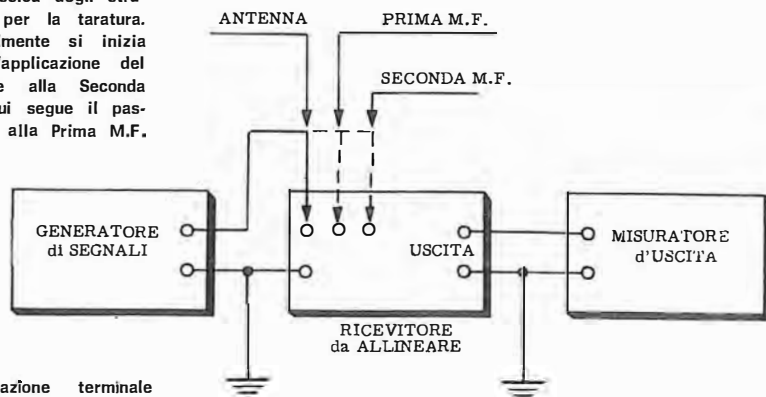 per la taratura.
lmente si inizia
applicazione del
e alla Seconda
ui segue il pas-
alla Prima M.F.
ANTENNA
PRIMA M.F.
SECONDA M.F.
GENERATORE
di SEGNALI
USCITA
MISURATORE
d'USCITA
RICEVITORE
da ALLINEARE
azione terminale